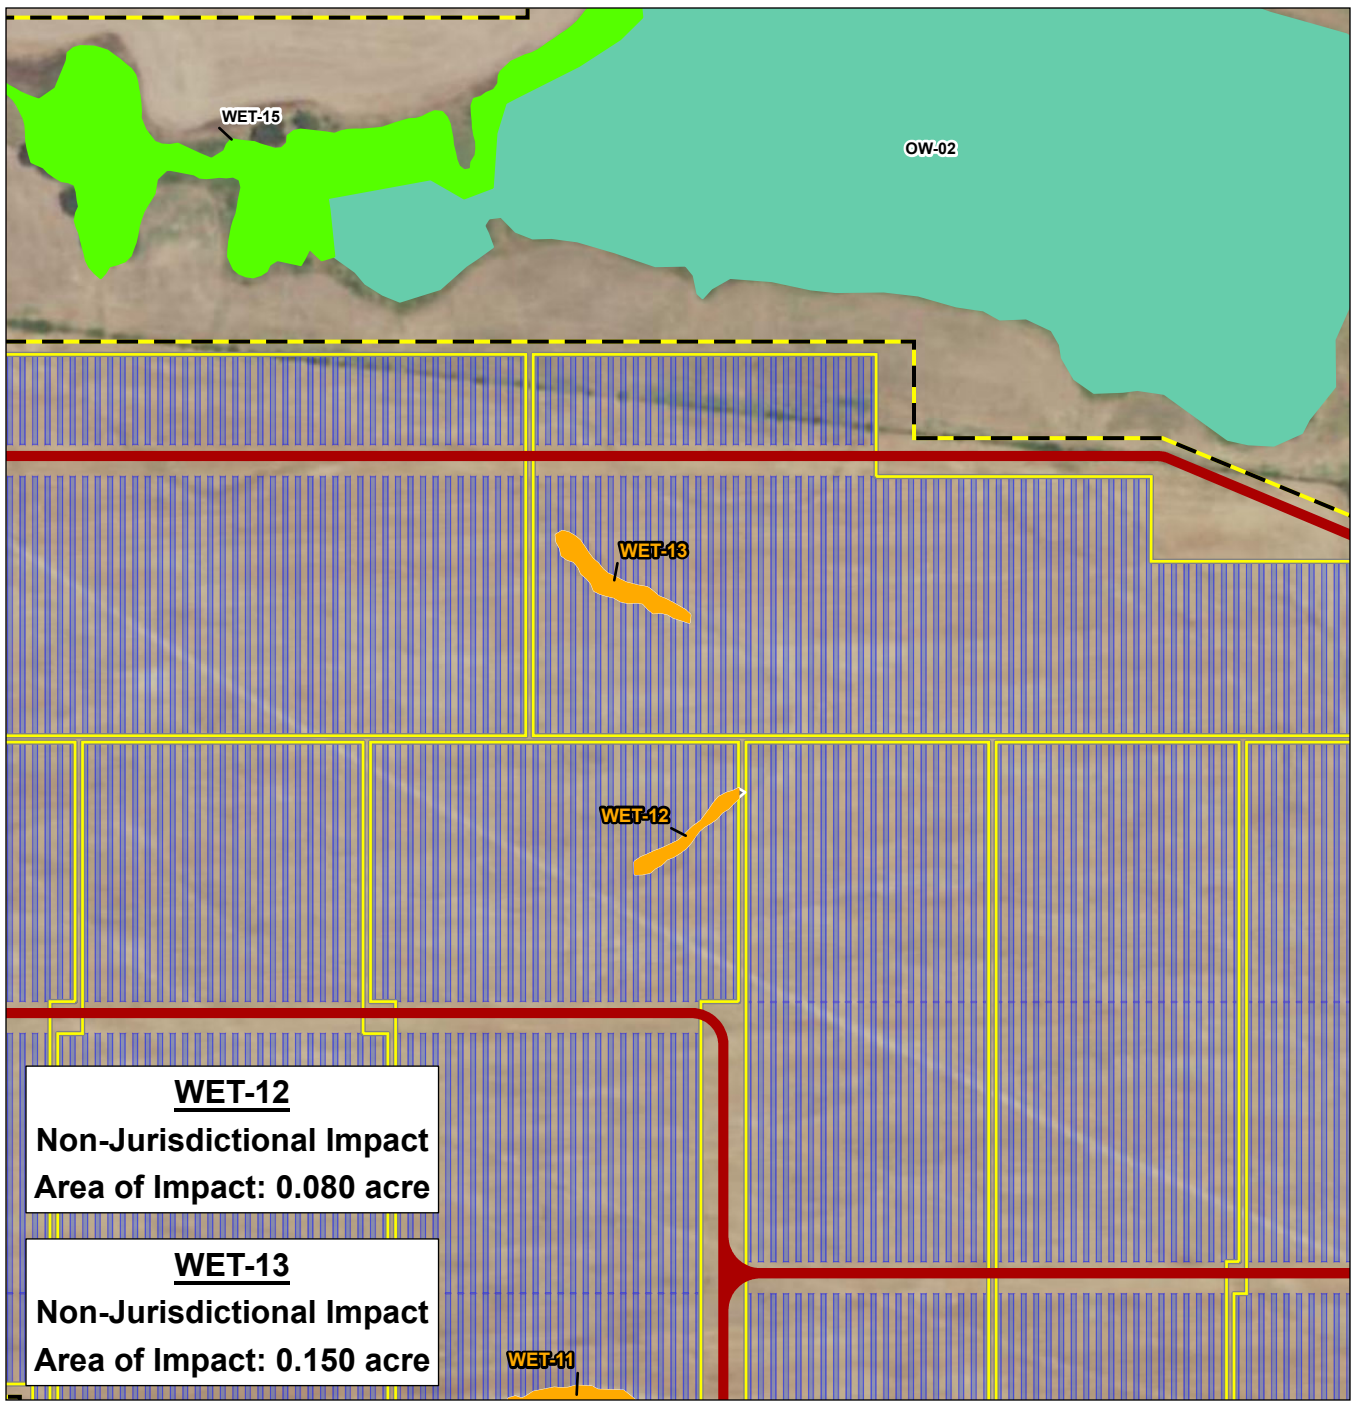 WET-15
OW-02
WET-13
WET-12
WET-12
Non-Jurisdictional Impact
Area of Impact: 0.080 acre
WET-13
Non-Jurisdictional Impact
Area of Impact: 0.150 acre
WET-11